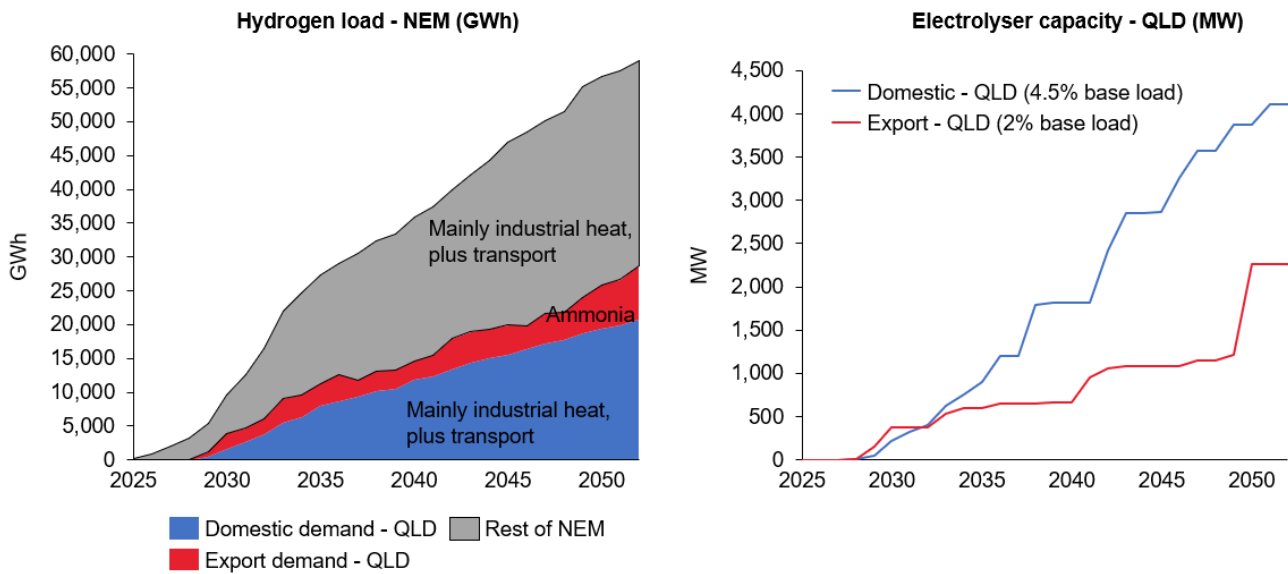 Hydrogen load - NEM (GWh)
60,000
55,000
50,000
45,000
40,000
35,000
30,000
25,000
20,000
15,000
10,000
5,000
0
GWh
Mainly industrial heat,
plus transport
Ammonia
Mainly industrial heat,
plus transport
2025 2030 2035 2040 2045 2050
Domestic demand - QLD Rest of NEM
Export demand - QLD
Electrolyser capacity - QLD (MW)
4,500
4,000
3,500
3,000
2,500
2,000
1,500
1,000
500
0
MW
Domestic - QLD (4.5% base load)
Export - QLD (2% base load)
2025 2030 2035 2040 2045 2050